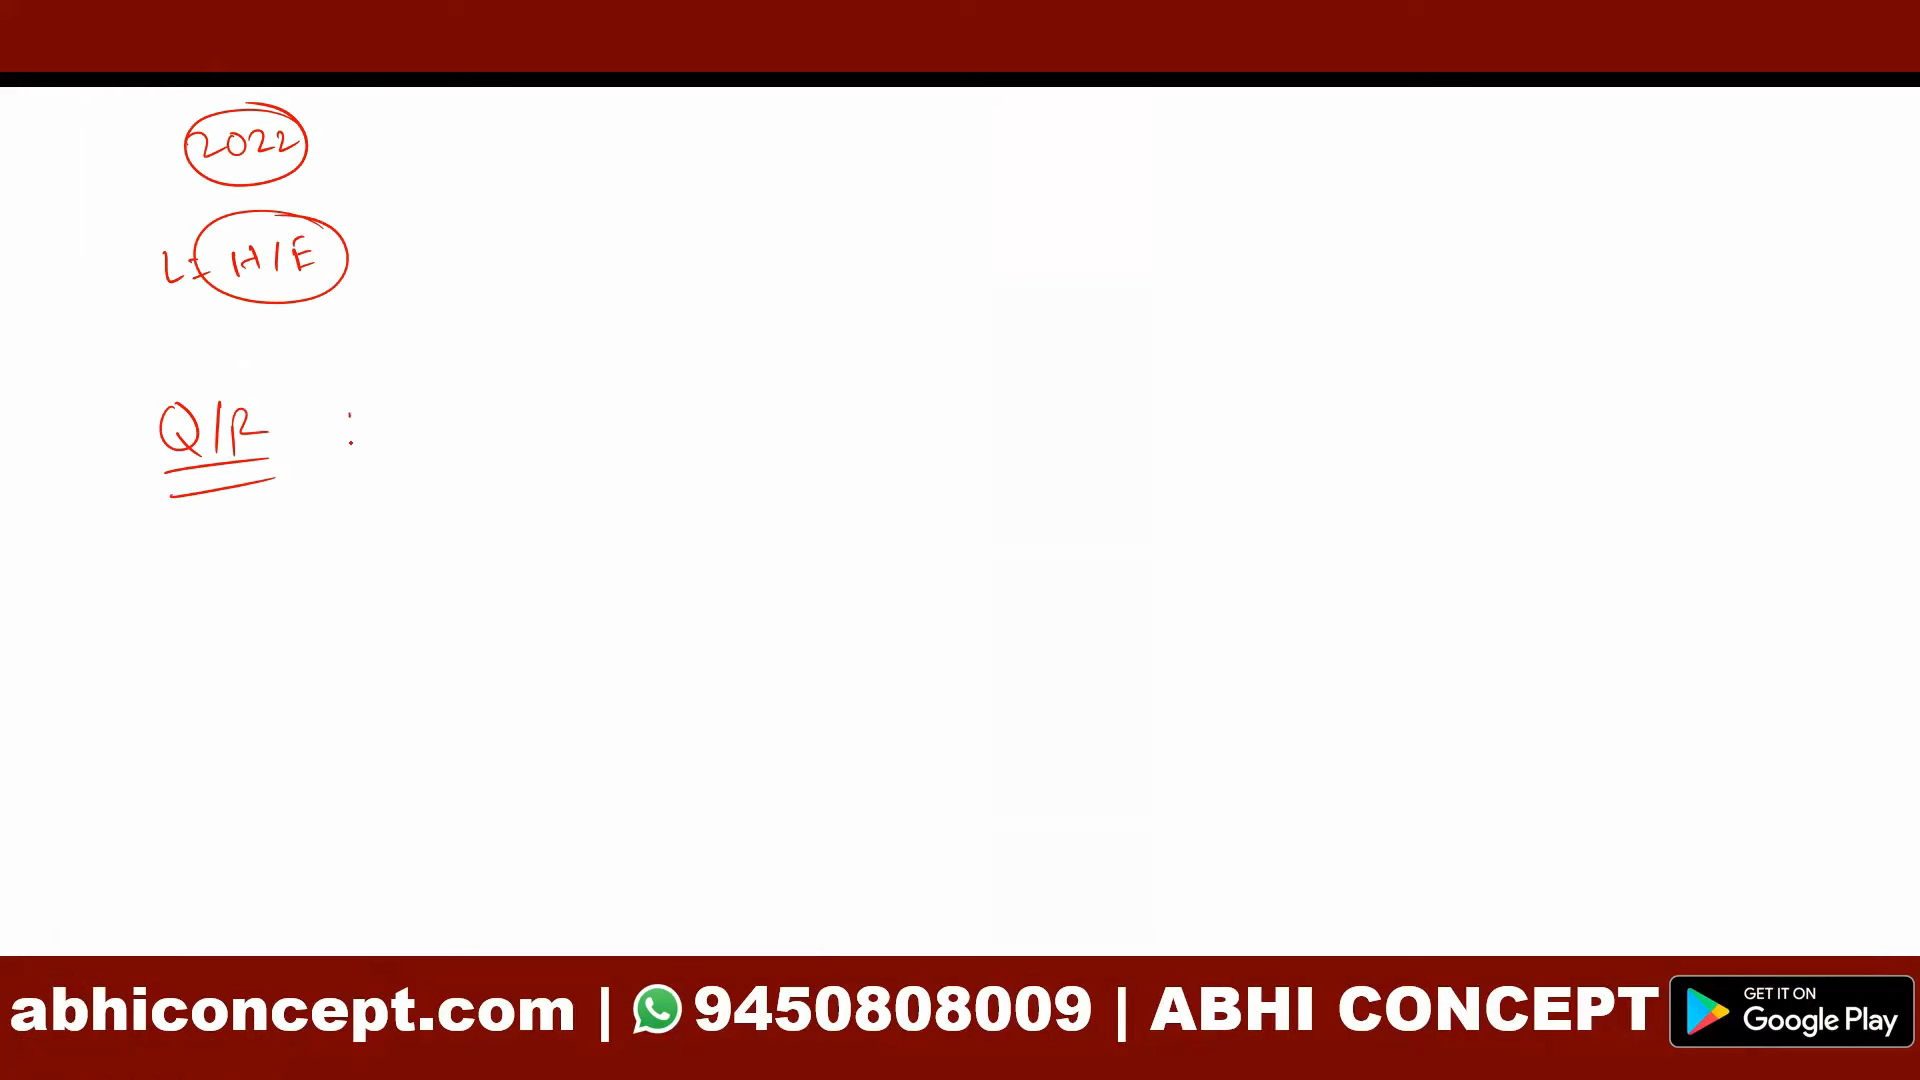 2022
L= H/E
Q/R :
abhiconcept.com | 9450808009 | ABHI CONCEPT
GET IT ON
Google Play